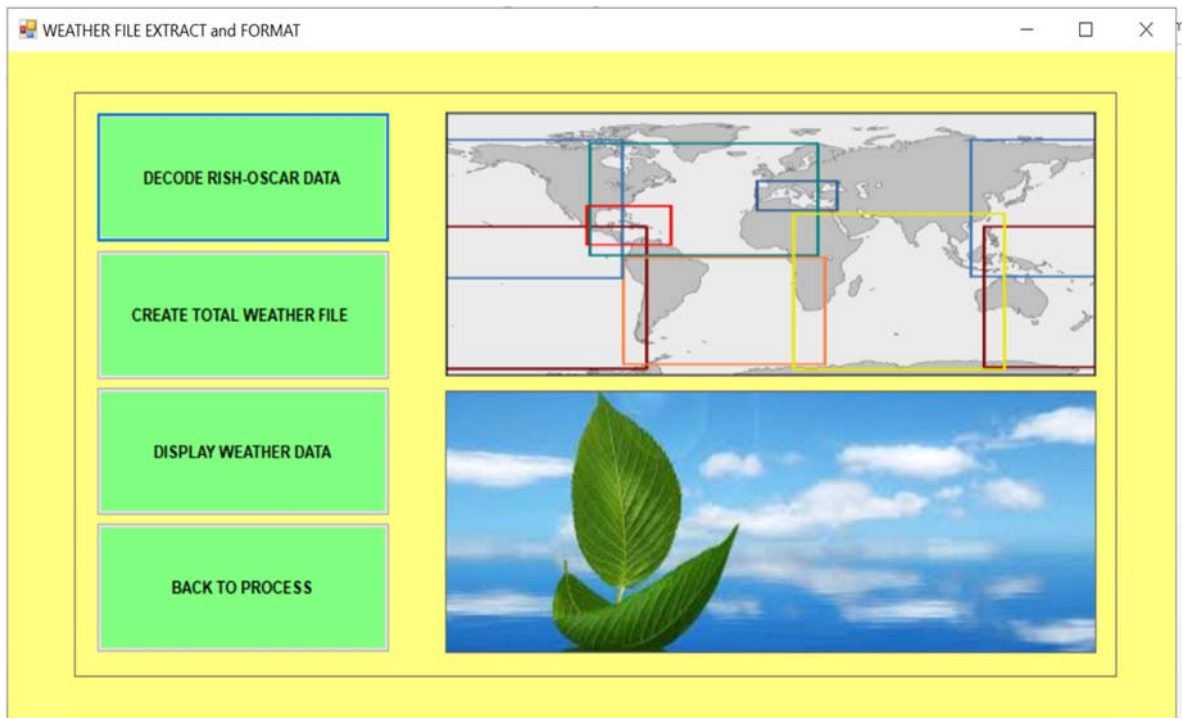 WEATHER FILE EXTRACT and FORMAT
DECODE RISH-OSCAR DATA
CREATE TOTAL WEATHER FILE
DISPLAY WEATHER DATA
BACK TO PROCESS